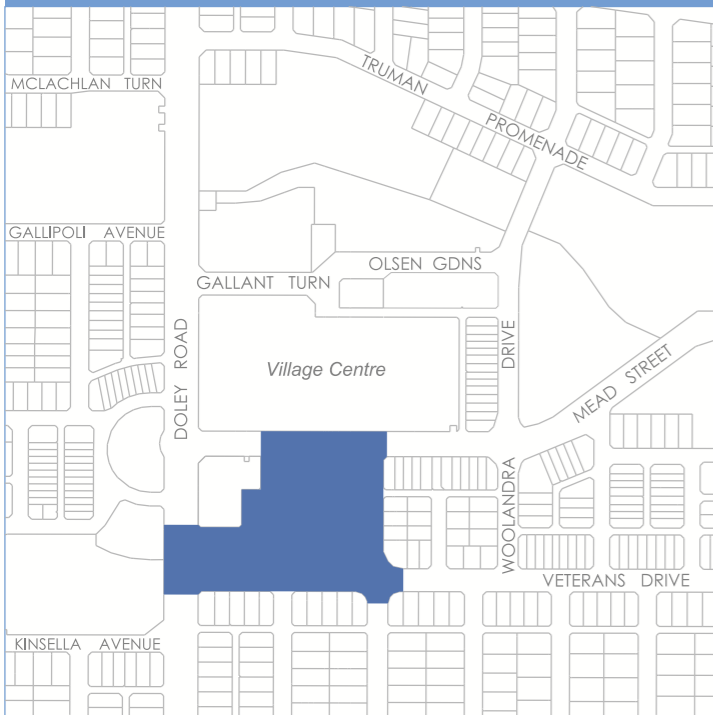 MCLACHLAN TURN
TRUMAN
PROMENADE
GALLIPOLI AVENUE
OLSEN GDNS
GALLANT TURN
DOLEY ROAD
Village Centre
DRIVE
MEAD STREET
WOOLANDRA
VETERANS DRIVE
KINSELLA AVENUE